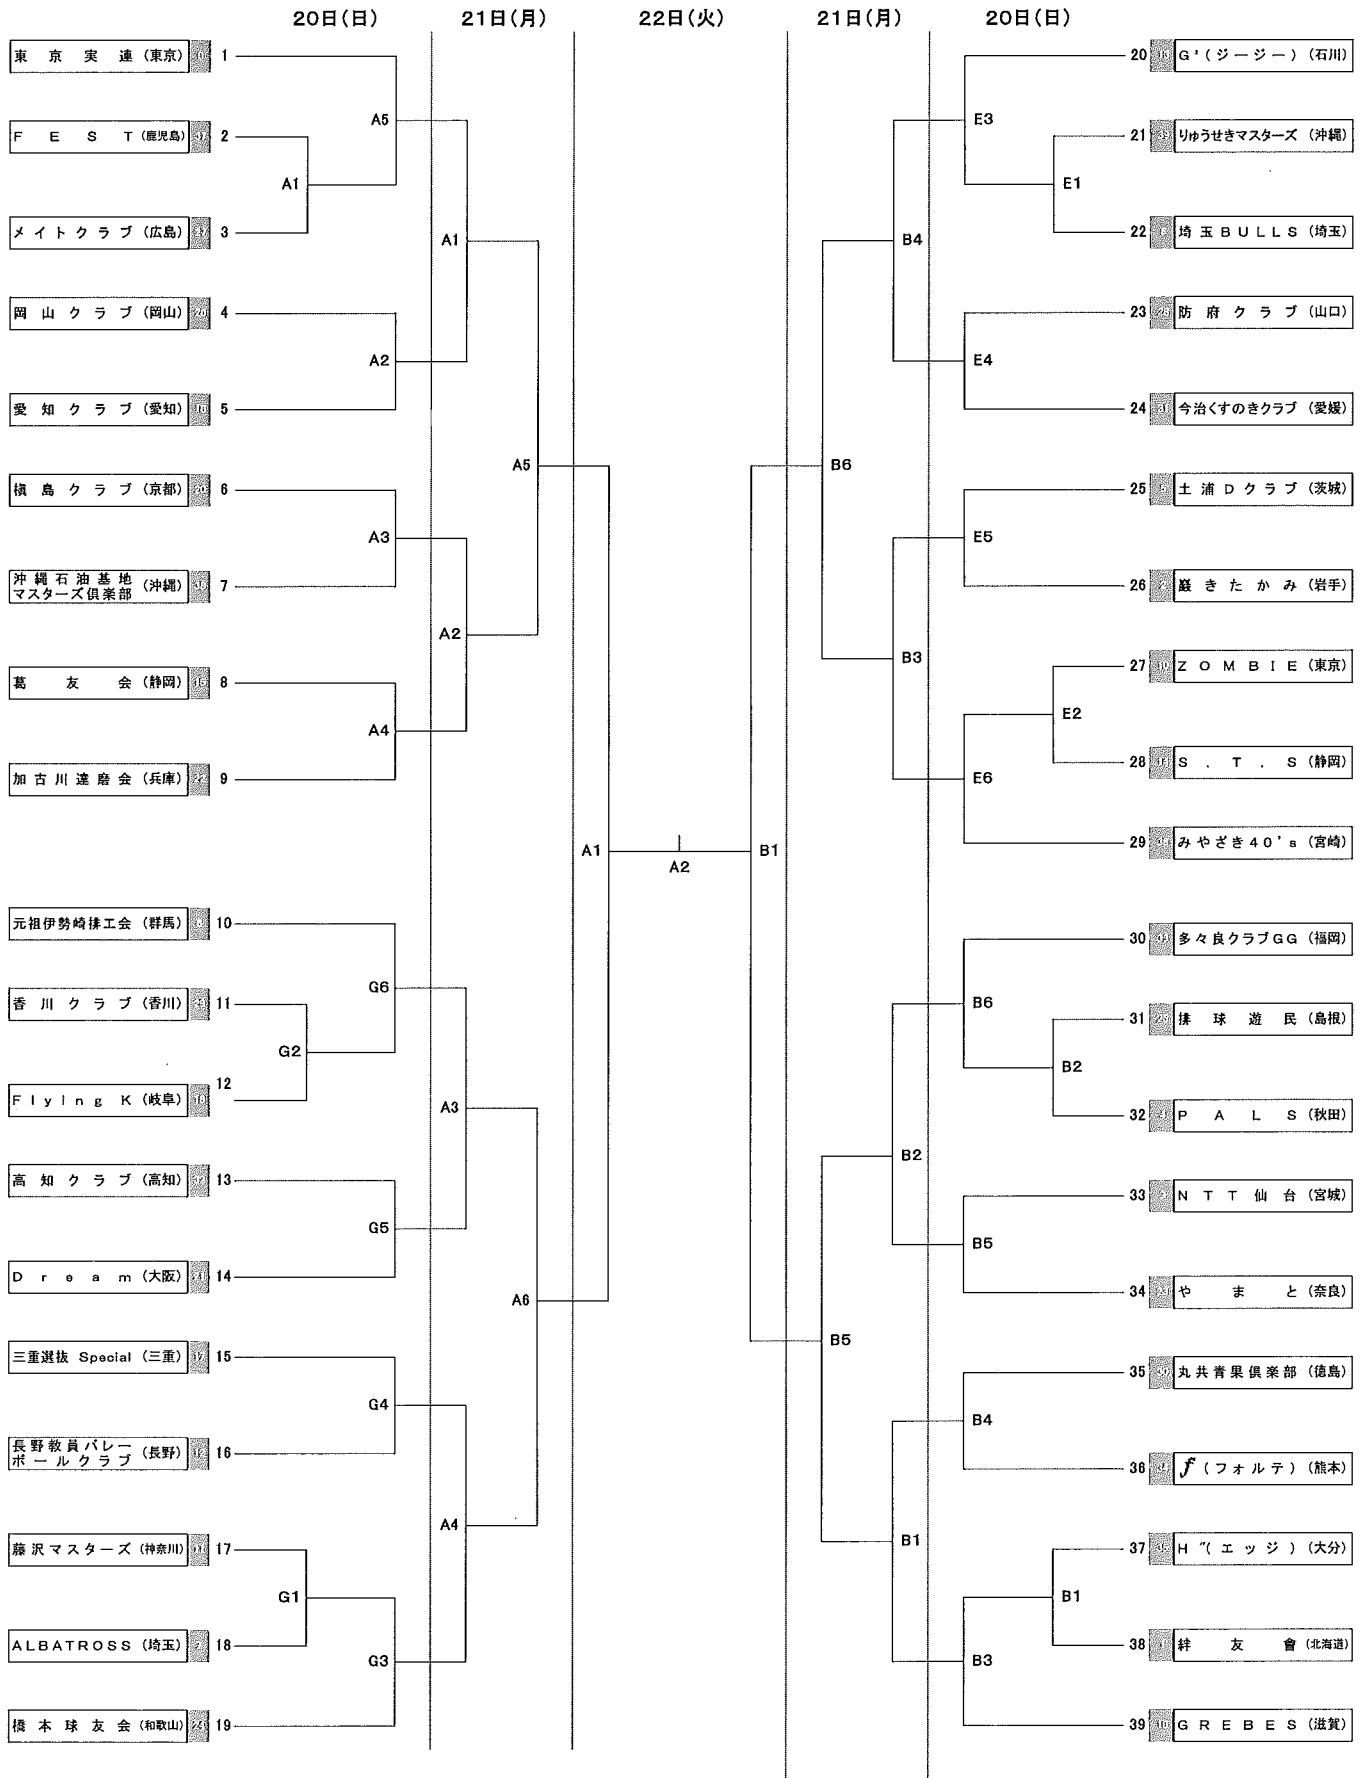 20日(日)
21日(月)
22日(火)
21日(月)
20日(日)
東京実連(東京) 1
FEST(鹿児島) 37 2
メイトクラブ(広島) 27 3
岡山クラブ(岡山) 4
愛知クラブ(愛知) 5
槇島クラブ(京都) 20 6
沖縄石油基地
マスターズ倶楽部 (沖縄) 7
葛友会(静岡) 8
加古川達磨会(兵庫) 22 9
元祖伊勢崎排工会(群馬) 10
香川クラブ(香川) 11
Flying K(岐阜) 12
高知クラブ(高知) 13
Dream(大阪) 21 14
三重選抜 Special(三重) 17 15
長野教員バレー
ボールクラブ (長野) 12 16
藤沢マスターズ(神奈川) 17
ALBATROSS(埼玉) 7 18
橋本球友会(和歌山) 24 19
A5
A1
A2
A3
A4
G6
G2
G5
G4
G1
G3
A1
A2
A3
A4
A5
A6
A1
A2
B1
B6
B5
B4
B3
B2
B1
E3
E1
E4
E5
E2
E6
B6
B2
B5
B4
B1
B3
20 G'(ジージー)(石川)
21 りゅうせきマスターズ(沖縄)
22 埼玉BULLS(埼玉)
23 防府クラブ(山口)
24 今治くすのきクラブ(愛媛)
25 土浦Dクラブ(茨城)
26 巌きたかみ(岩手)
27 ZOMBIE(東京)
28 S.T.S(静岡)
29 みやざき40's(宮崎)
30 多々良クラブGG(福岡)
31 排球遊民(島根)
32 PALS(秋田)
33 NTT仙台(宮城)
34 やまと(奈良)
35 丸共青果倶楽部(徳島)
36 f(フォルテ)(熊本)
37 H"(エッジ)(大分)
38 絆友會(北海道)
39 GREBES(滋賀)